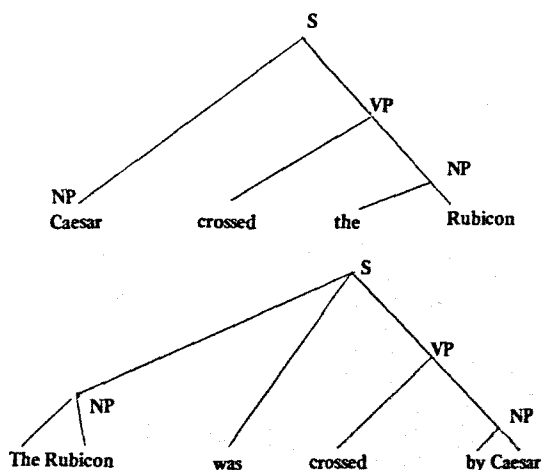 S
VP
NP
NP
Caesar crossed the Rubicon
S
VP
NP
NP
The Rubicon was crossed by Caesar